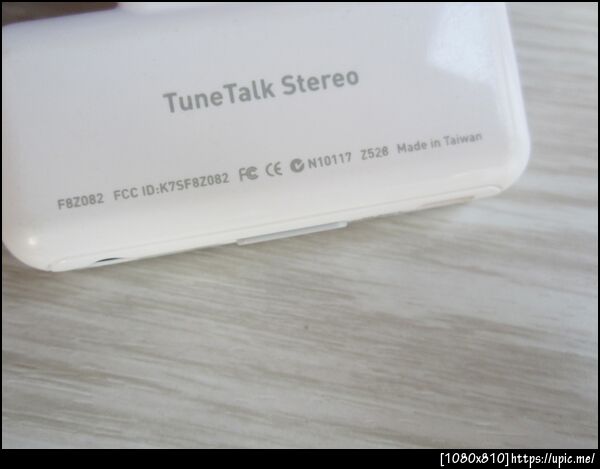 TuneTalk Stereo
F8Z082 FCC ID:K7SF8Z082 FC CE N10117 Z528 Made in Taiwan
[1080x810]https://upic.me/